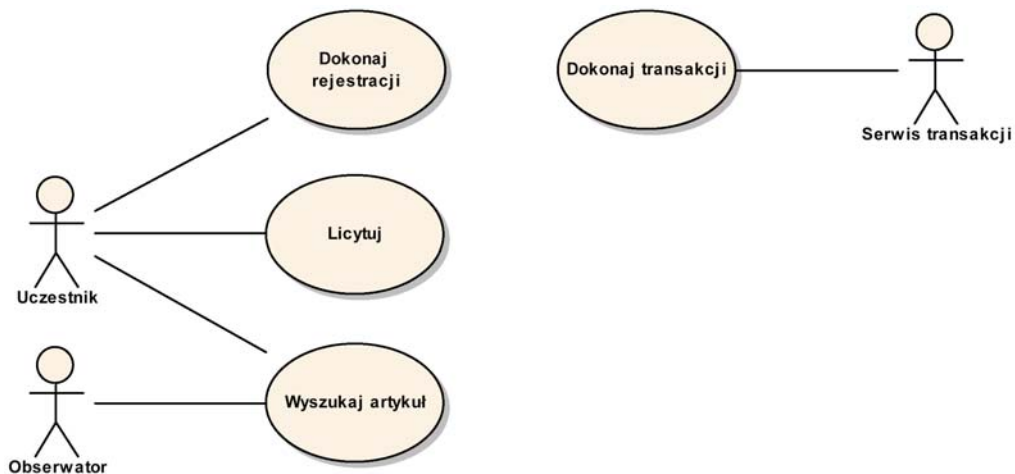 Dokonaj
rejestracji
Dokonaj transakcji
Serwis transakcji
Licytuj
Uczestnik
Wyszukaj artykuł
Obserwator